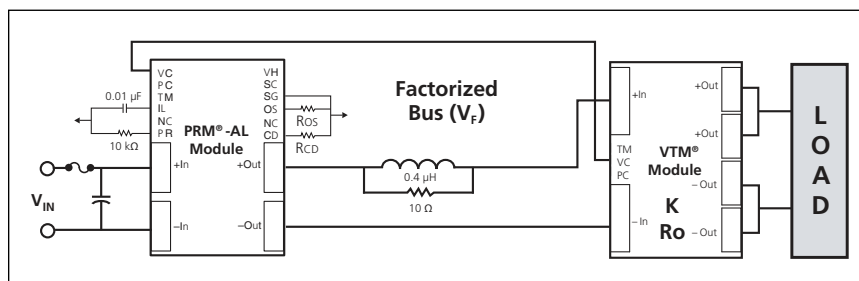 VC
PC
TM
IL
NC
PR
0.01 µF
10 kΩ
VH
SC
SG
OS
NC
CD
ROS
RCD
PRM®-AL
Module
+In
–In
+Out
–Out
VIN
Factorized
Bus (VF)
0.4 µH
10 Ω
+In
TM
VC
PC
– In
VTM®
Module
K
Ro
+Out
+Out
– Out
– Out
LOAD